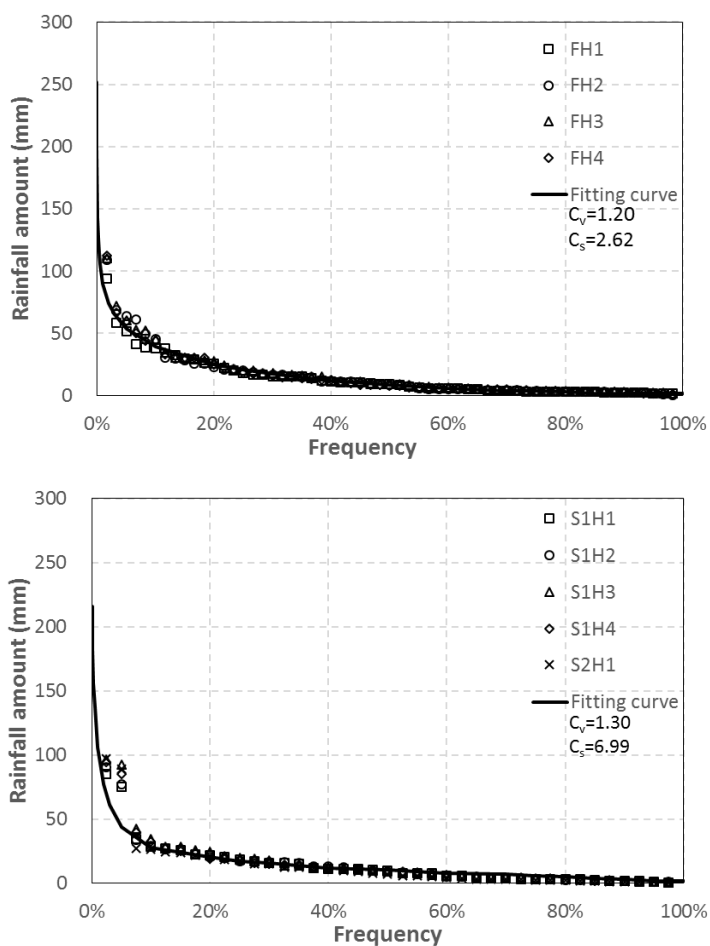 300
250
200
150
100
50
0
Rainfall amount (mm)
FH1
FH2
FH3
FH4
Fitting curve
Cv=1.20
Cs=2.62
0% 20% 40% 60% 80% 100%
Frequency
300
250
200
150
100
50
0
Rainfall amount (mm)
S1H1
S1H2
S1H3
S1H4
S2H1
Fitting curve
Cv=1.30
Cs=6.99
0% 20% 40% 60% 80% 100%
Frequency